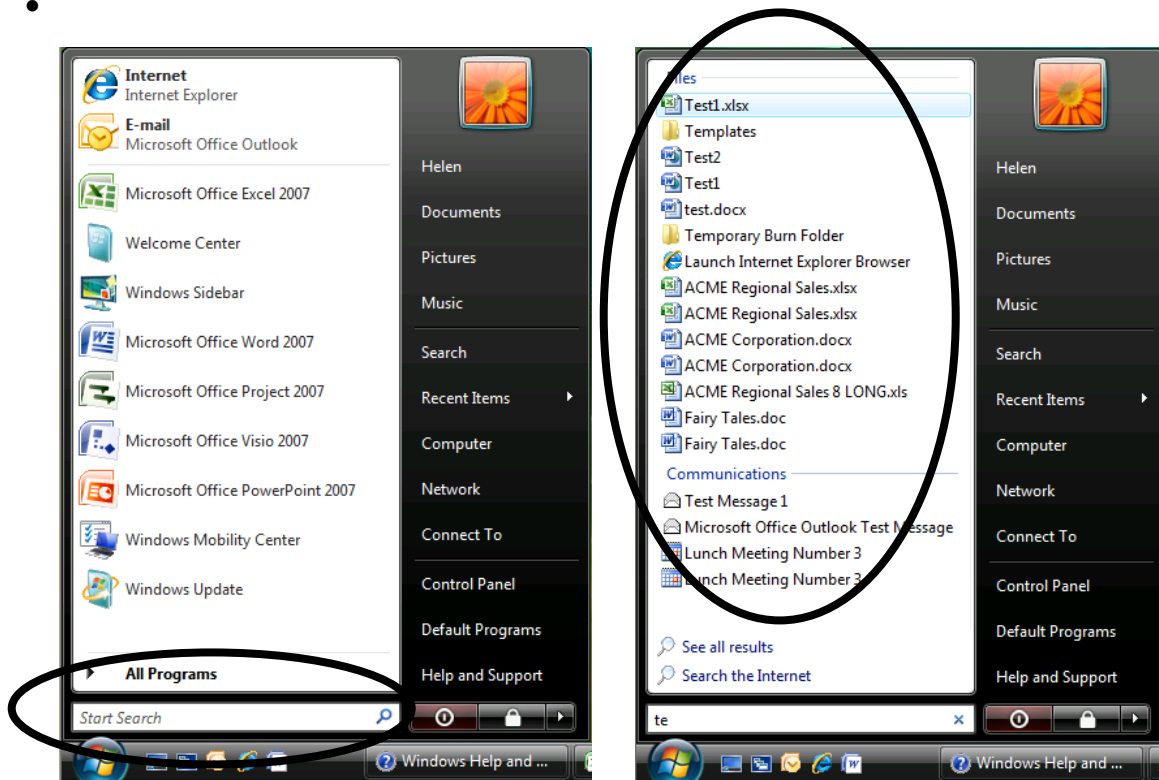 Internet
Internet Explorer
E-mail
Microsoft Office Outlook
Microsoft Office Excel 2007
Welcome Center
Windows Sidebar
Microsoft Office Word 2007
Microsoft Office Project 2007
Microsoft Office Visio 2007
Microsoft Office PowerPoint 2007
Windows Mobility Center
Windows Update
All Programs
Start Search
Helen
Documents
Pictures
Music
Search
Recent Items
Computer
Network
Connect To
Control Panel
Default Programs
Help and Support
Windows Help and ...
Files
Test1.xlsx
Templates
Test2
Test1
test.docx
Temporary Burn Folder
Launch Internet Explorer Browser
ACME Regional Sales.xlsx
ACME Regional Sales.xlsx
ACME Corporation.docx
ACME Corporation.docx
ACME Regional Sales 8 LONG.xls
Fairy Tales.doc
Fairy Tales.doc
Communications
Test Message 1
Microsoft Office Outlook Test Message
Lunch Meeting Number 3
Lunch Meeting Number 3
See all results
Search the Internet
te
Helen
Documents
Pictures
Music
Search
Recent Items
Computer
Network
Connect To
Control Panel
Default Programs
Help and Support
Windows Help and ...